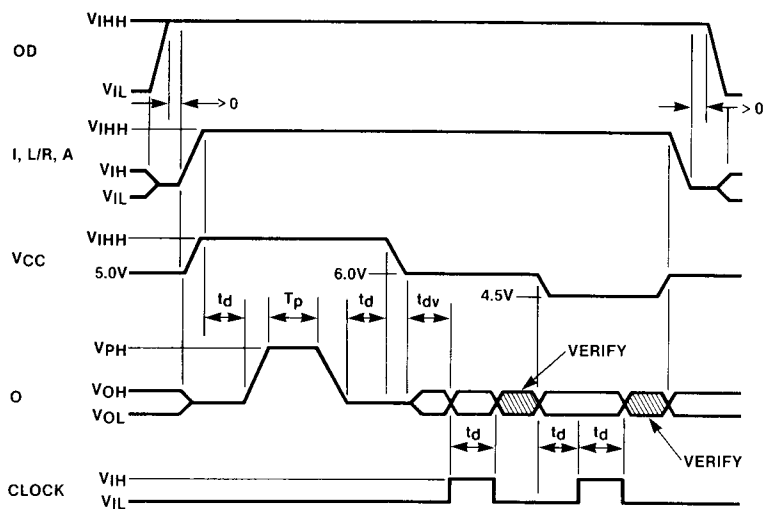 VIHH
OD
VIL
> 0
> 0
VIHH
I, L/R, A
VIH
VIL
VIHH
VCC
5.0V
6.0V
4.5V
td
Tp
td
tdv
VPH
VERIFY
VOH
O
VOL
td
td
td
VERIFY
VIH
CLOCK
VIL